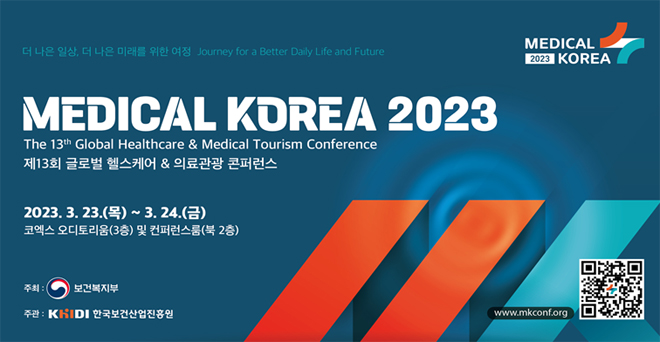 더 나은 일상, 더 나은 미래를 위한 여정 Journey for a Better Daily Life and Future
MEDICAL
2023 KOREA
MEDICAL KOREA 2023
The 13th Global Healthcare & Medical Tourism Conference
제13회 글로벌 헬스케어 & 의료관광 콘퍼런스
2023. 3. 23.(목) ~ 3. 24.(금)
코엑스 오디토리움(3층) 및 컨퍼런스룸(북 2층)
주최 : 보건복지부
주관 : KHIDI 한국보건산업진흥원
www.mkconf.org